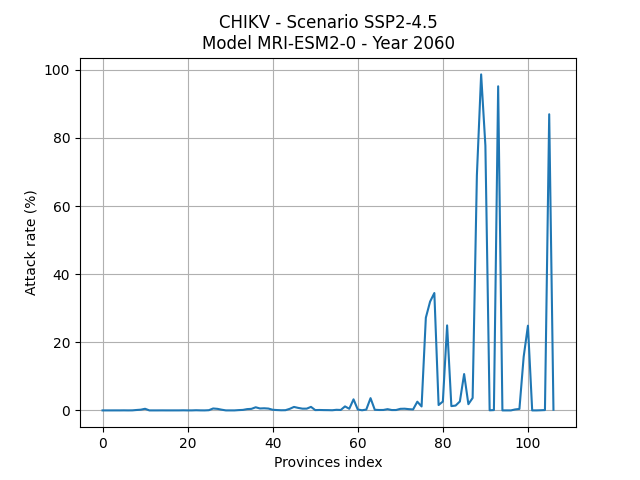 CHIKV - Scenario SSP2-4.5
Model MRI-ESM2-0 - Year 2060
Attack rate (%)
100
80
60
40
20
0
0 20 40 60 80 100
Provinces index